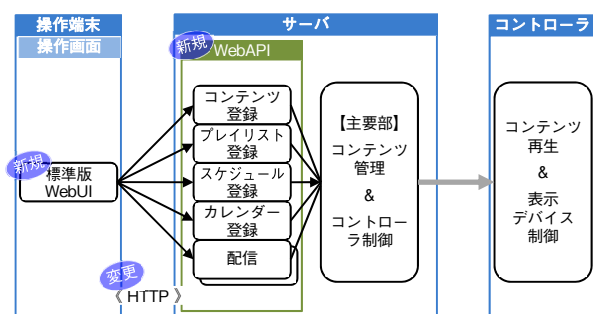 操作端末
操作画面
新規
標準版
WebUI
変更
《 HTTP 》
サーバ
新規
WebAPI
コンテンツ
登録
プレイリスト
登録
スケジュール
登録
カレンダー
登録
配信
【主要部】
コンテンツ
管理
&
コントロー
ラ制御
コントローラ
コンテンツ
再生
&
表示
デバイス
制御